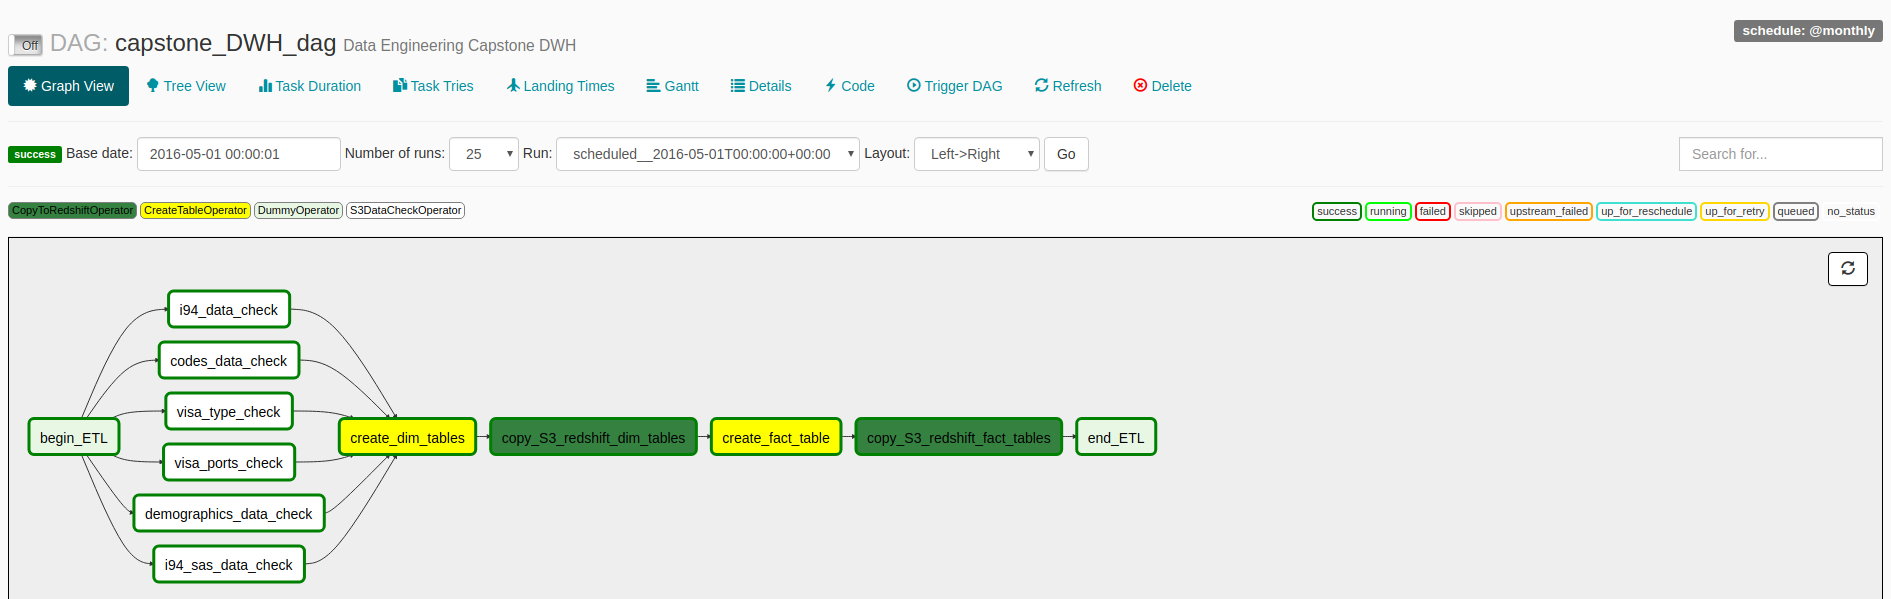 schedule: @monthly
Off DAG: capstone_DWH_dag Data Engineering Capstone DWH
Graph View Tree View Task Duration Task Tries Landing Times Gantt Details Code Trigger DAG Refresh Delete
success Base date: 2016-05-01 00:00:01 Number of runs: 25 Run: scheduled__2016-05-01T00:00:00+00:00 Layout: Left->Right Go Search for...
CopyToRedshiftOperator CreateTableOperator DummyOperator S3DataCheckOperator success running failed skipped upstream_failed up_for_reschedule up_for_retry queued no_status
i94_data_check
codes_data_check
visa_type_check
begin_ETL create_dim_tables copy_S3_redshift_dim_tables create_fact_table copy_S3_redshift_fact_tables end_ETL
visa_ports_check
demographics_data_check
i94_sas_data_check